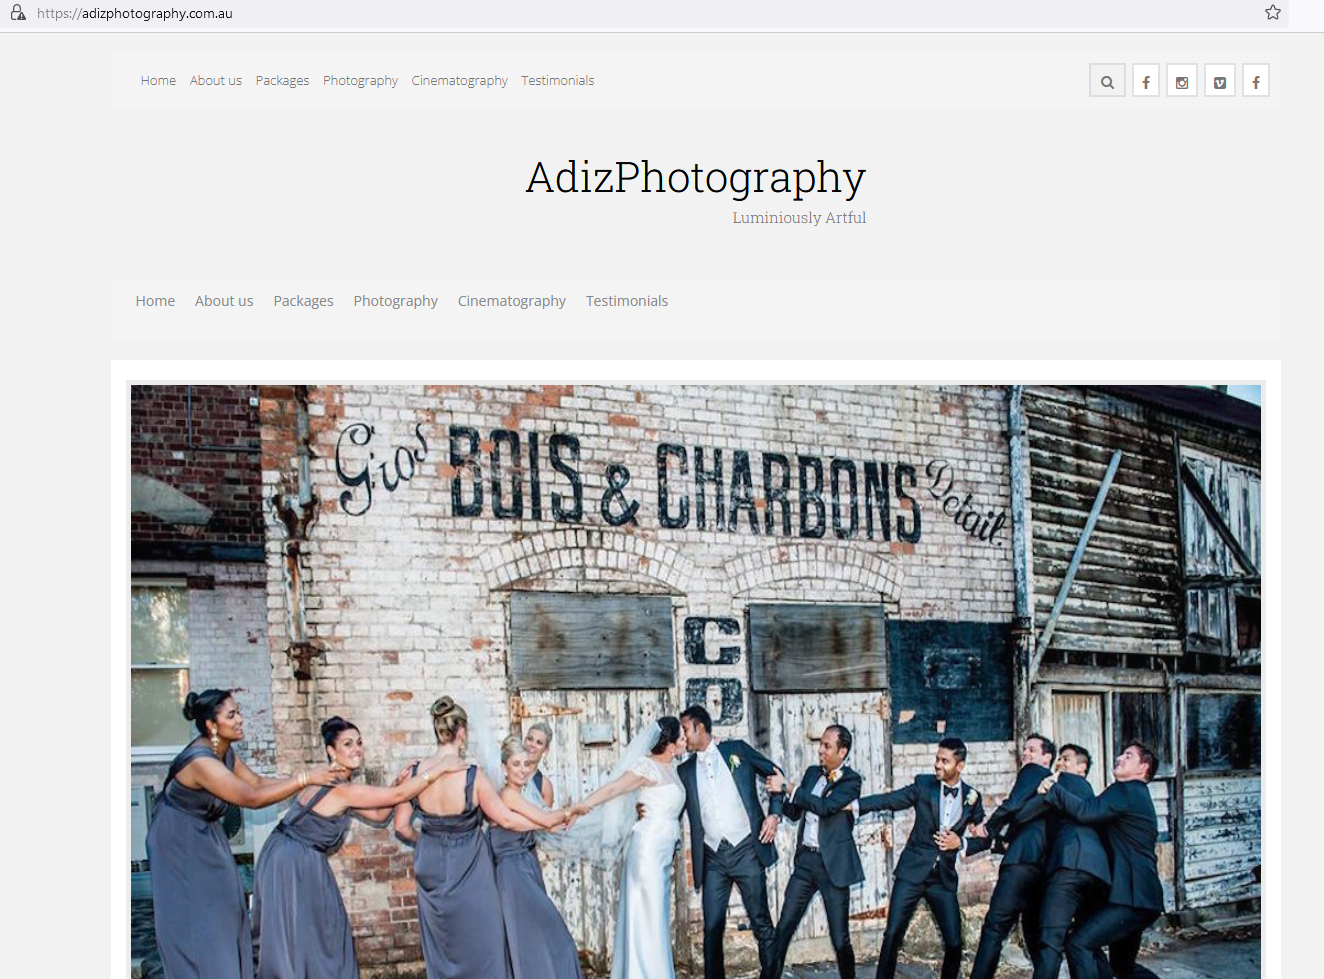 https://adizphotography.com.au
Home About us Packages Photography Cinematography Testimonials
AdizPhotography
Luminiously Artful
Home About us Packages Photography Cinematography Testimonials
Gros BOIS & CHARBONS Detail.
CO